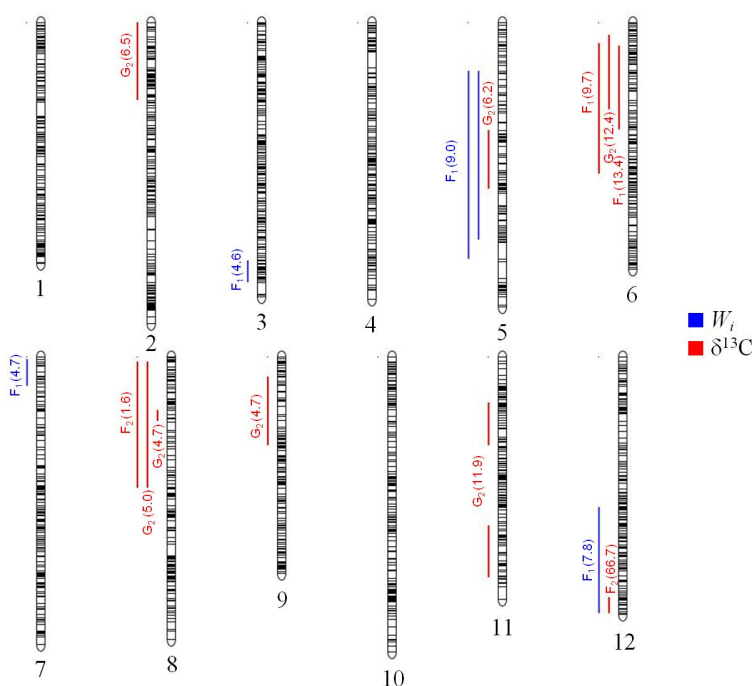 G₂(6.5)
F₁(4.6)
F₁(9.0)
G₂(6.2)
F₁(9.7)
G₂(12.4)
F₁(13.4)
1
2
3
4
5
6
W_i
δ¹³C
F₁(4.7)
F₂(1.6)
G₂(5.0)
G₂(4.7)
G₂(4.7)
G₂(11.9)
F₁(7.8)
F₂(66.7)
7
8
9
10
11
12